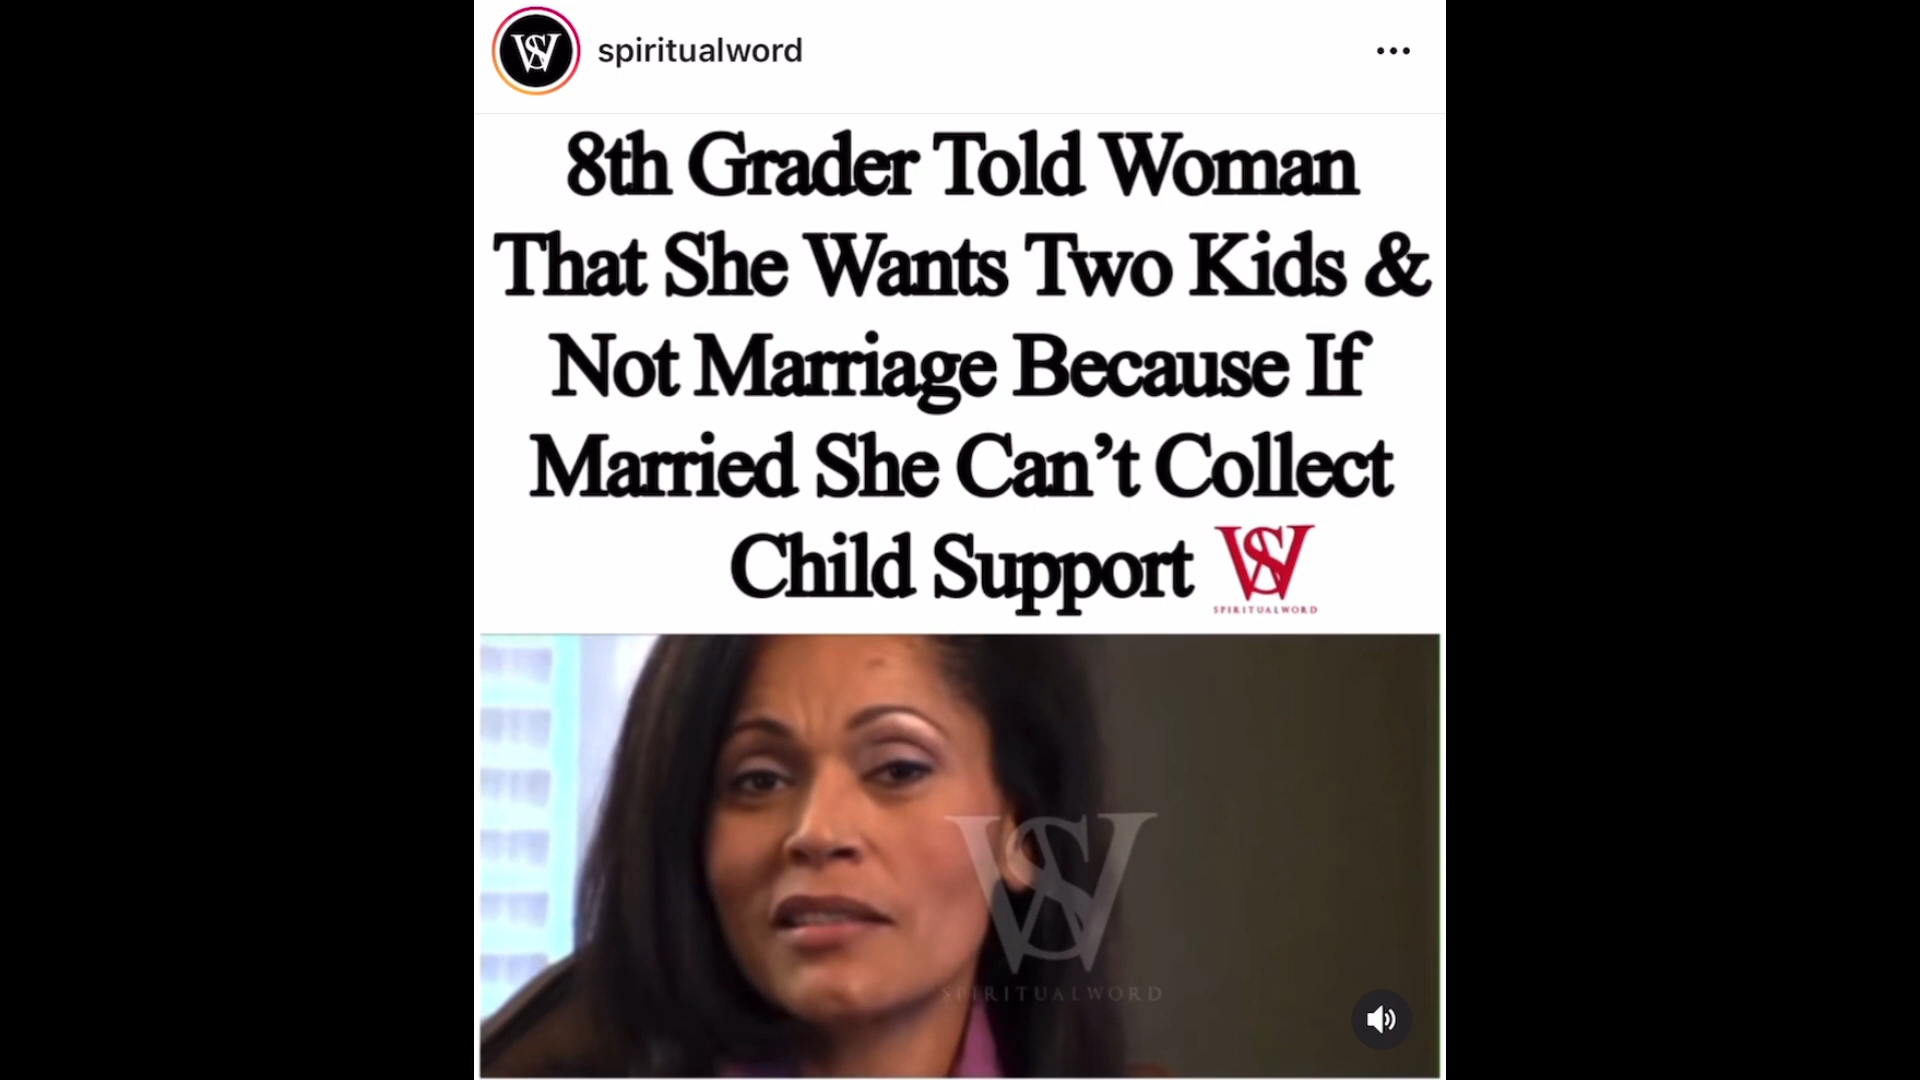 spiritualword
8th Grader Told Woman
That She Wants Two Kids &
Not Marriage Because If
Married She Can’t Collect
Child Support
SPIRITUALWORD
SPIRITUALWORD